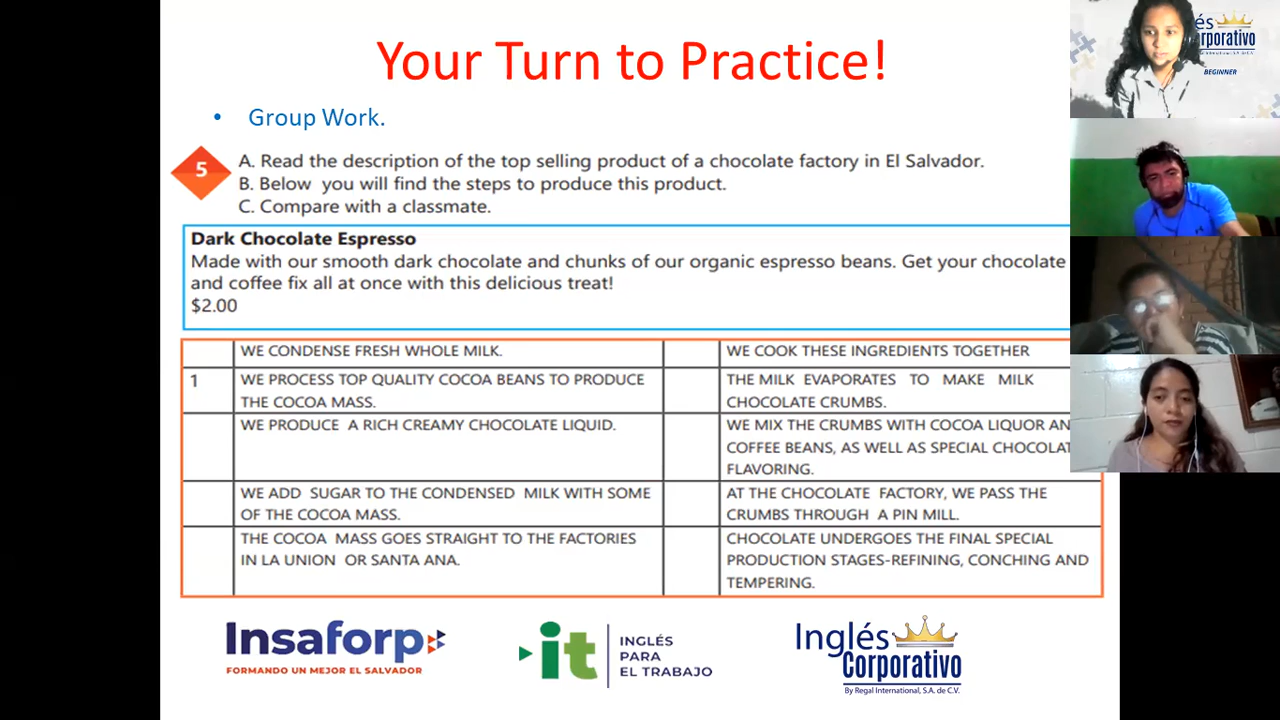 Your Turn to Practice!
• Group Work.
5
A. Read the description of the top selling product of a chocolate factory in El Salvador.
B. Below you will find the steps to produce this product.
C. Compare with a classmate.
Dark Chocolate Espresso
Made with our smooth dark chocolate and chunks of our organic espresso beans. Get your chocolate
and coffee fix all at once with this delicious treat!
$2.00
WE CONDENSE FRESH WHOLE MILK.
WE COOK THESE INGREDIENTS TOGETHER
1
WE PROCESS TOP QUALITY COCOA BEANS TO PRODUCE
THE COCOA MASS.
THE MILK EVAPORATES TO MAKE MILK
CHOCOLATE CRUMBS.
WE PRODUCE A RICH CREAMY CHOCOLATE LIQUID.
WE MIX THE CRUMBS WITH COCOA LIQUOR AN
COFFEE BEANS, AS WELL AS SPECIAL CHOCOLAT
FLAVORING.
WE ADD SUGAR TO THE CONDENSED MILK WITH SOME
OF THE COCOA MASS.
AT THE CHOCOLATE FACTORY, WE PASS THE
CRUMBS THROUGH A PIN MILL.
THE COCOA MASS GOES STRAIGHT TO THE FACTORIES
IN LA UNION OR SANTA ANA.
CHOCOLATE UNDERGOES THE FINAL SPECIAL
PRODUCTION STAGES-REFINING, CONCHING AND
TEMPERING.
Insaforp
FORMANDO UN MEJOR EL SALVADOR
it
INGLÉS
PARA
EL TRABAJO
Inglés
Corporativo
By Regal International, S.A. de C.V.
és
rporativo
BEGINNER